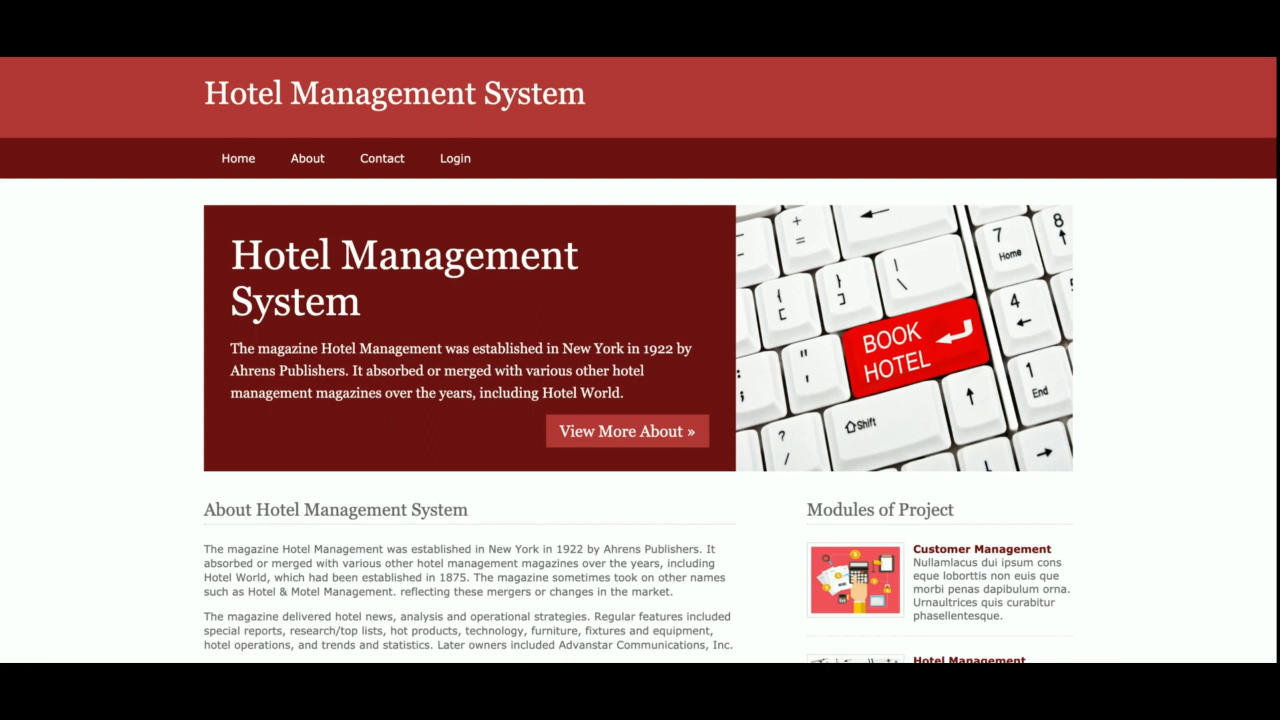 Hotel Management System
Home About Contact Login
Hotel Management
System
The magazine Hotel Management was established in New York in 1922 by
Ahrens Publishers. It absorbed or merged with various other hotel
management magazines over the years, including Hotel World.
View More About »
+
=
{
[
}
]
|
\
"
'
:
;
?
/
BOOK
HOTEL
Shift
7
Home
8
4
1
End
L
About Hotel Management System
The magazine Hotel Management was established in New York in 1922 by Ahrens Publishers. It
absorbed or merged with various other hotel management magazines over the years, including
Hotel World, which had been established in 1875. The magazine sometimes took on other names
such as Hotel & Motel Management. reflecting these mergers or changes in the market.
The magazine delivered hotel news, analysis and operational strategies. Regular features included
special reports, research/top lists, hot products, technology, furniture, fixtures and equipment,
hotel operations, and trends and statistics. Later owners included Advanstar Communications, Inc.
Modules of Project
Customer Management
Nullamlacus dui ipsum cons
eque loborttis non euis que
morbi penas dapibulum orna.
Urnaultrices quis curabitur
phasellentesque.
Hotel Management